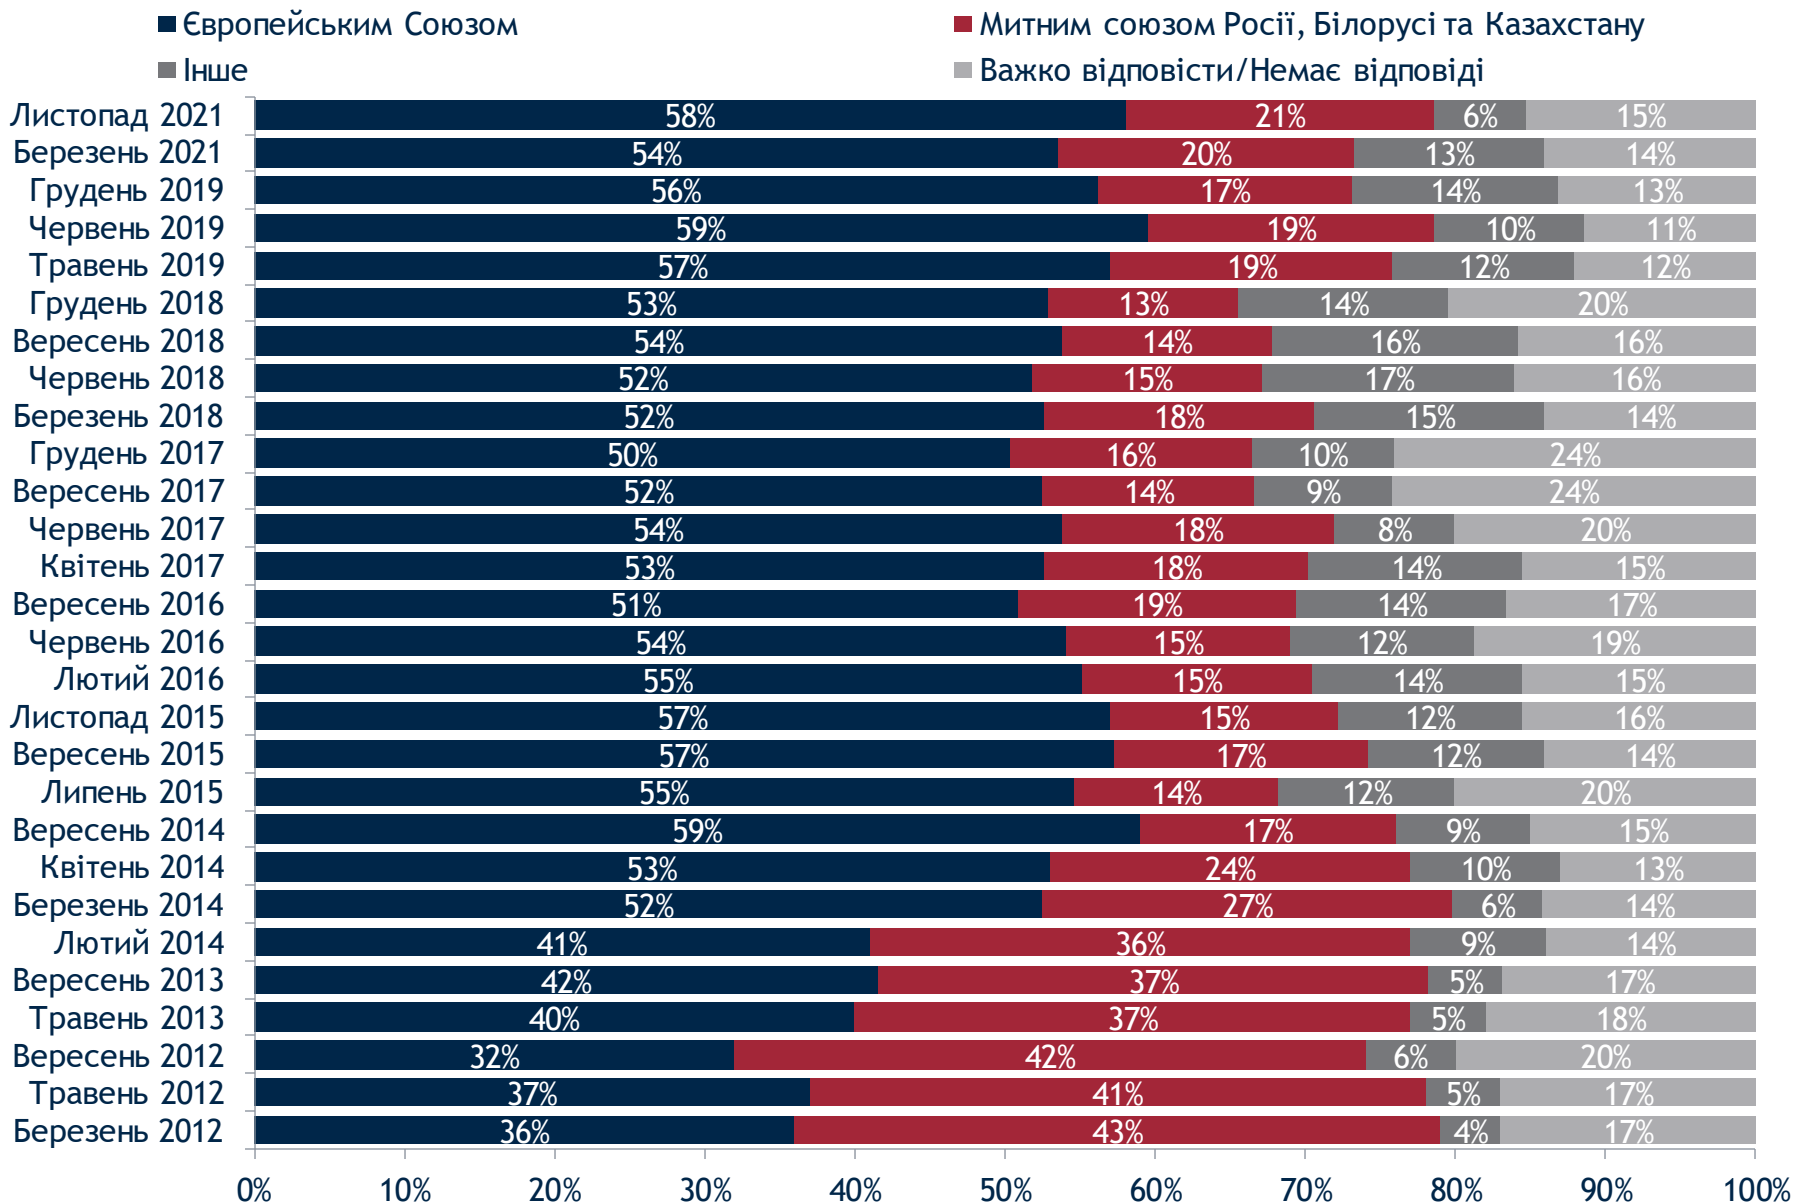 Європейським Союзом Митним союзом Росії, Білорусі та Казахстану
Інше Важко відповісти/Немає відповіді
Листопад 2021 58% 21% 6% 15%
Березень 2021 54% 20% 13% 14%
Грудень 2019 56% 17% 14% 13%
Червень 2019 59% 19% 10% 11%
Травень 2019 57% 19% 12% 12%
Грудень 2018 53% 13% 14% 20%
Вересень 2018 54% 14% 16% 16%
Червень 2018 52% 15% 17% 16%
Березень 2018 52% 18% 15% 14%
Грудень 2017 50% 16% 10% 24%
Вересень 2017 52% 14% 9% 24%
Червень 2017 54% 18% 8% 20%
Квітень 2017 53% 18% 14% 15%
Вересень 2016 51% 19% 14% 17%
Червень 2016 54% 15% 12% 19%
Лютий 2016 55% 15% 14% 15%
Листопад 2015 57% 15% 12% 16%
Вересень 2015 57% 17% 12% 14%
Липень 2015 55% 14% 12% 20%
Вересень 2014 59% 17% 9% 15%
Квітень 2014 53% 24% 10% 13%
Березень 2014 52% 27% 6% 14%
Лютий 2014 41% 36% 9% 14%
Вересень 2013 42% 37% 5% 17%
Травень 2013 40% 37% 5% 18%
Вересень 2012 32% 42% 6% 20%
Травень 2012 37% 41% 5% 17%
Березень 2012 36% 43% 4% 17%
0% 10% 20% 30% 40% 50% 60% 70% 80% 90% 100%